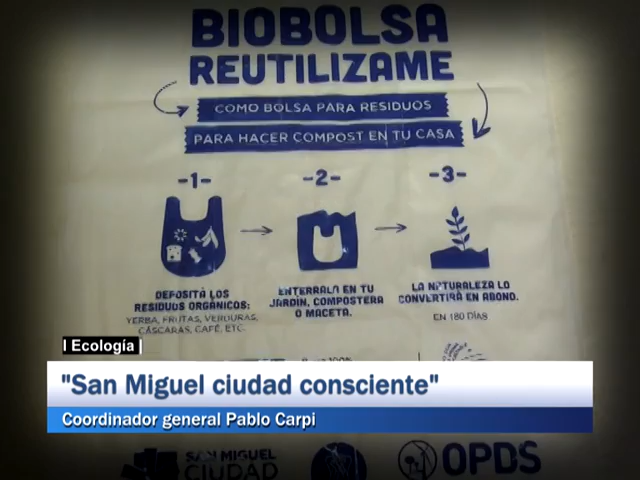 BIOBOLSA
REUTILIZAME
COMO BOLSA PARA RESIDUOS
PARA HACER COMPOST EN TU CASA
-1-
-2-
-3-
DEPOSITÁ LOS
RESIDUOS ORGÁNICOS:
YERBA, FRUTAS, VERDURAS,
CÁSCARAS, CAFÉ, ETC.
ENTERRALO EN TU
JARDÍN, COMPOSTERA
O MACETA.
LA NATURALEZA LO
CONVERTIRÁ EN ABONO.
EN 180 DÍAS
100%
| Ecología |
"San Miguel ciudad consciente"
Coordinador general Pablo Carpi
SAN MIGUEL
CIUDAD
OPDS